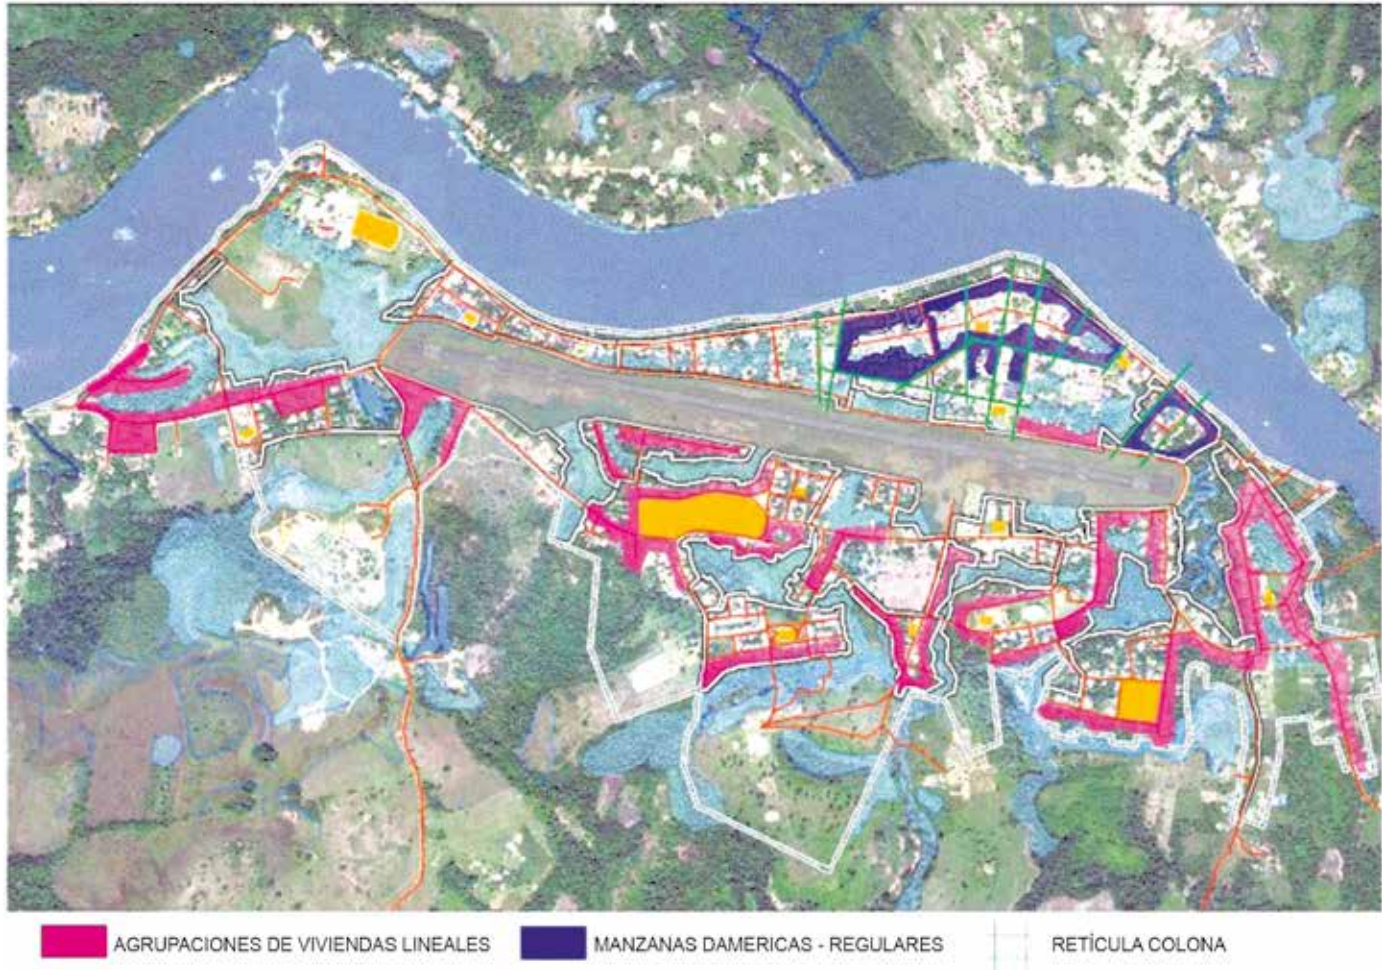 AGRUPACIONES DE VIVIENDAS LINEALES
MANZANAS DAMERICAS - REGULARES
RETÍCULA COLONA